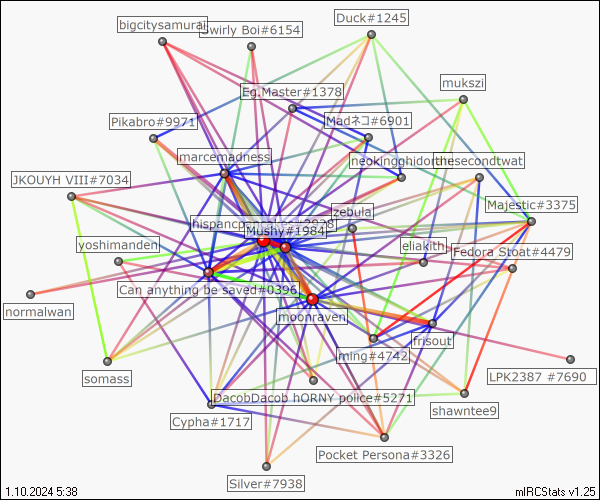 Duck#1245
bigcitysamurai
Swirly Boi#6154
mukszi
Eg.Master#1378
Pikabro#9971
Madネコ#6901
marcemadness
neokingghidorah
thesecondtwat
JKOUYH VIII#7034
Majestic#3375
zebula
Mushy#1984
yoshimanden
eliakith
Fedora Stoat#4479
Can anything be saved#0396
normalwan
moonraven
frisout
ming#4742
somass
LPK2387 #7690
DacobDacob hORNY police#5271
shawntee9
Cypha#1717
Pocket Persona#3326
Silver#7938
1.10.2024 5:38
mIRCStats v1.25